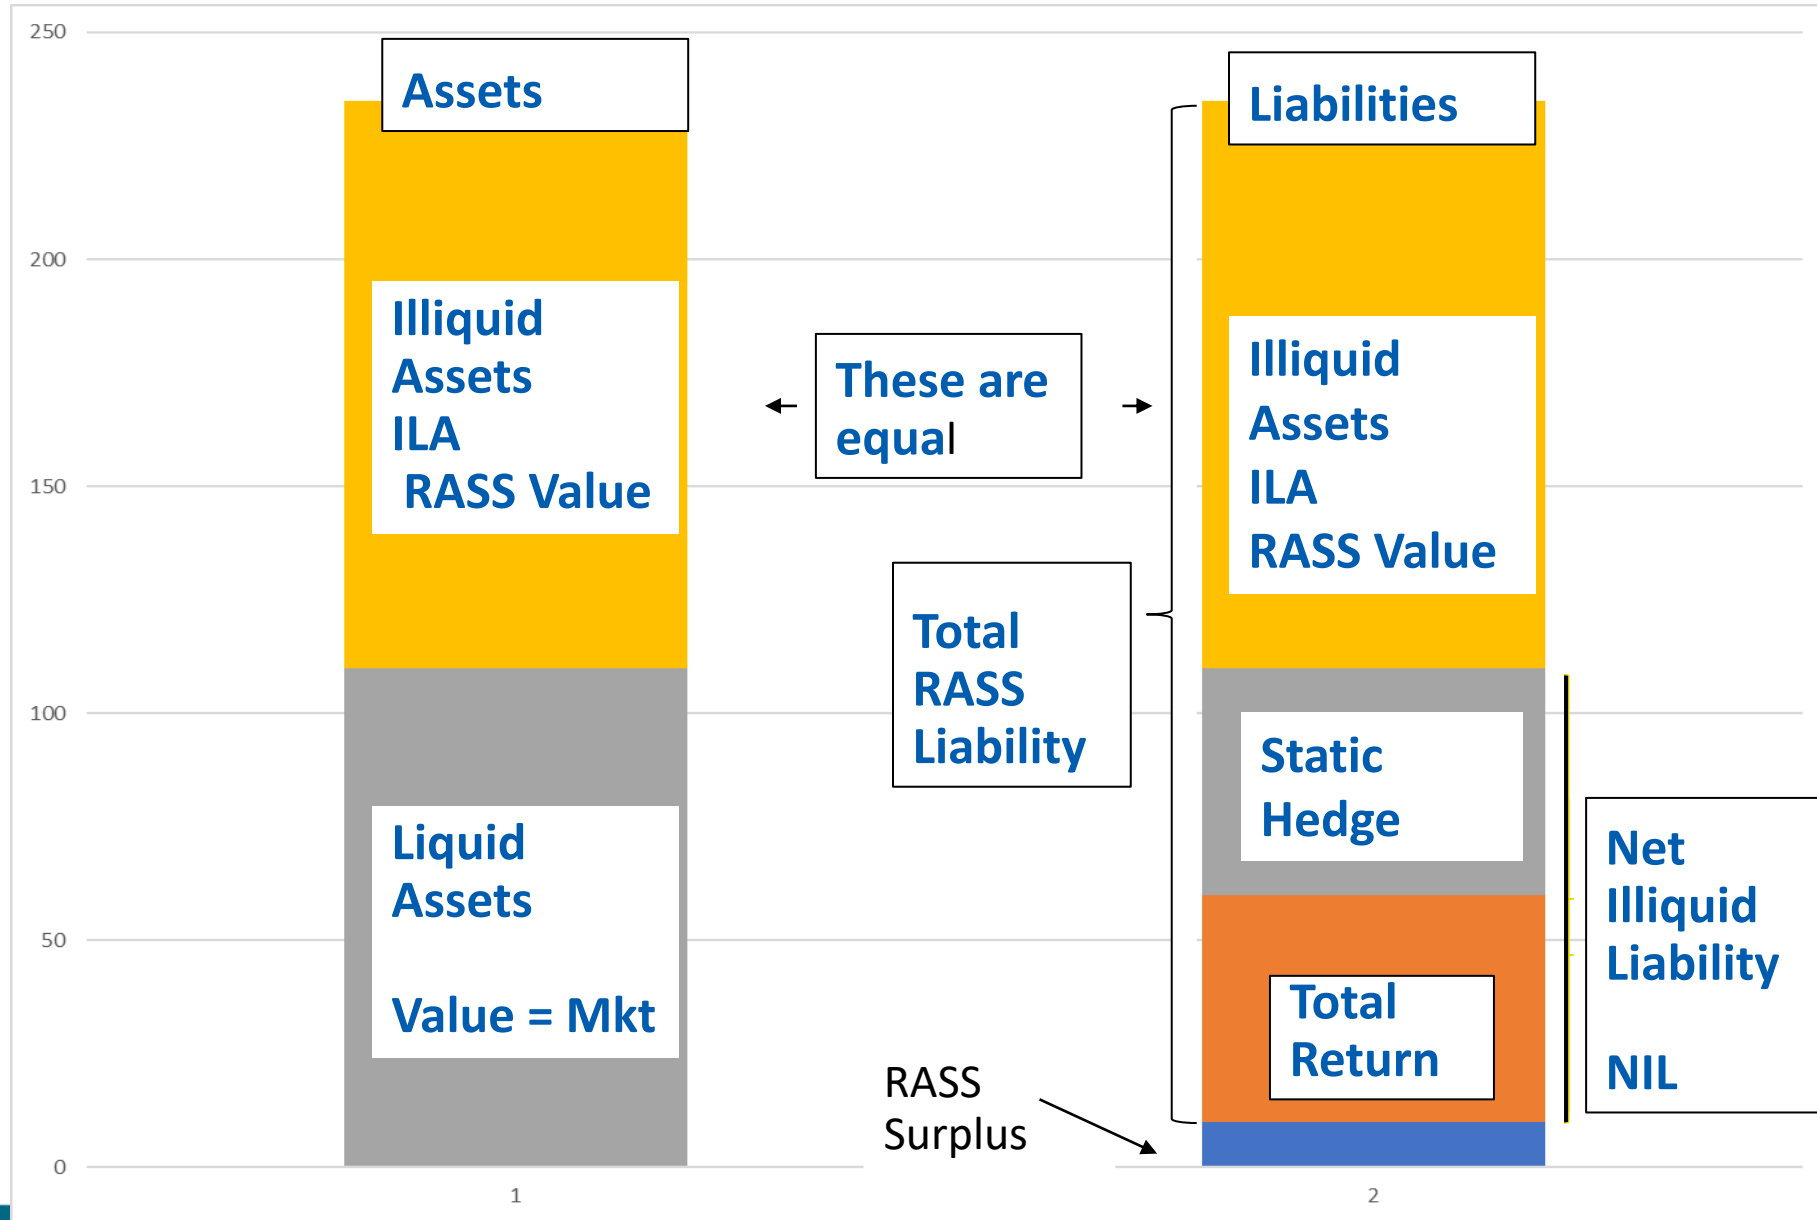 250
200
150
100
50
0
Assets
Illiquid
Assets
ILA
RASS Value
Liquid
Assets
Value = Mkt
These are
equal
Total
RASS
Liability
RASS
Surplus
Liabilities
Illiquid
Assets
ILA
RASS Value
Static
Hedge
Total
Return
Net
Illiquid
Liability
NIL
1
2